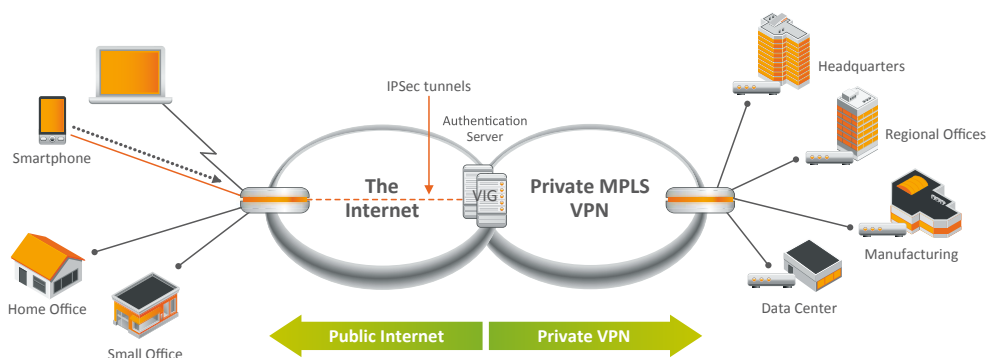 IPSec tunnels
Authentication
Server
Smartphone
The
Internet
VIG
Private MPLS
VPN
Headquarters
Regional Offices
Manufacturing
Data Center
Home Office
Small Office
Public Internet
Private VPN